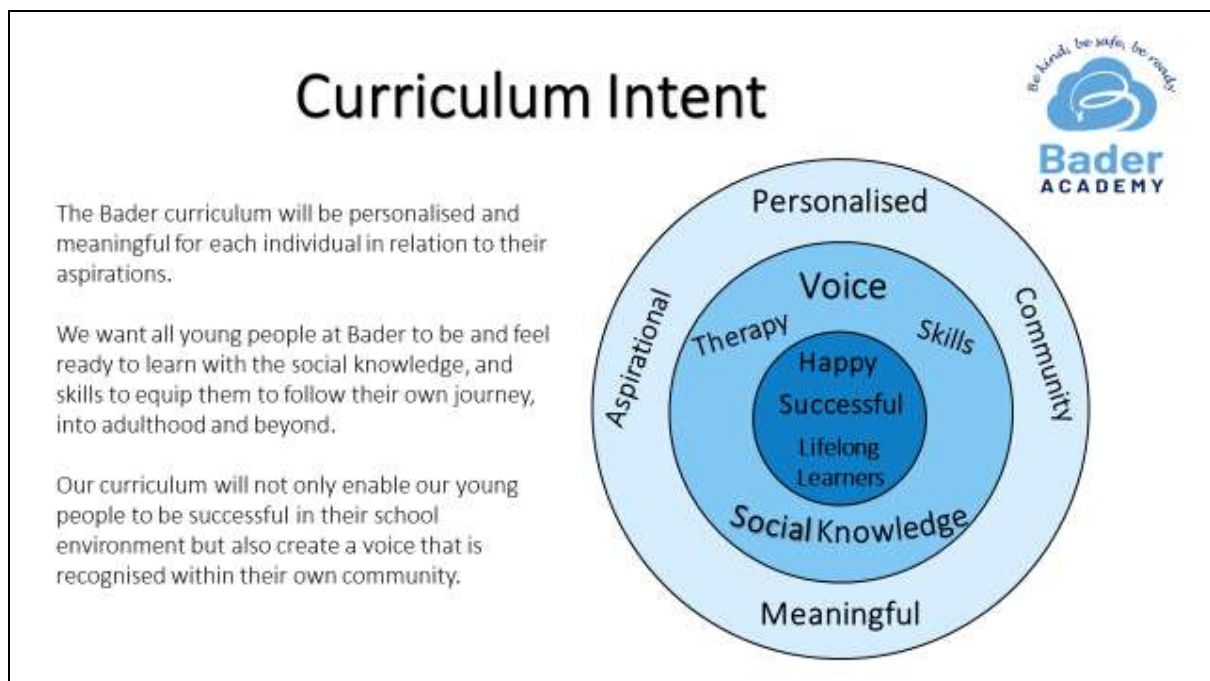 Curriculum Intent
Be kind, be safe, be ready
Bader
ACADEMY
The Bader curriculum will be personalised and
meaningful for each individual in relation to their
aspirations.
We want all young people at Bader to be and feel
ready to learn with the social knowledge, and
skills to equip them to follow their own journey,
into adulthood and beyond.
Our curriculum will not only enable our young
people to be successful in their school
environment but also create a voice that is
recognised within their own community.
Personalised
Aspirational
Community
Meaningful
Voice
Therapy
Skills
Social Knowledge
Happy
Successful
Lifelong
Learners